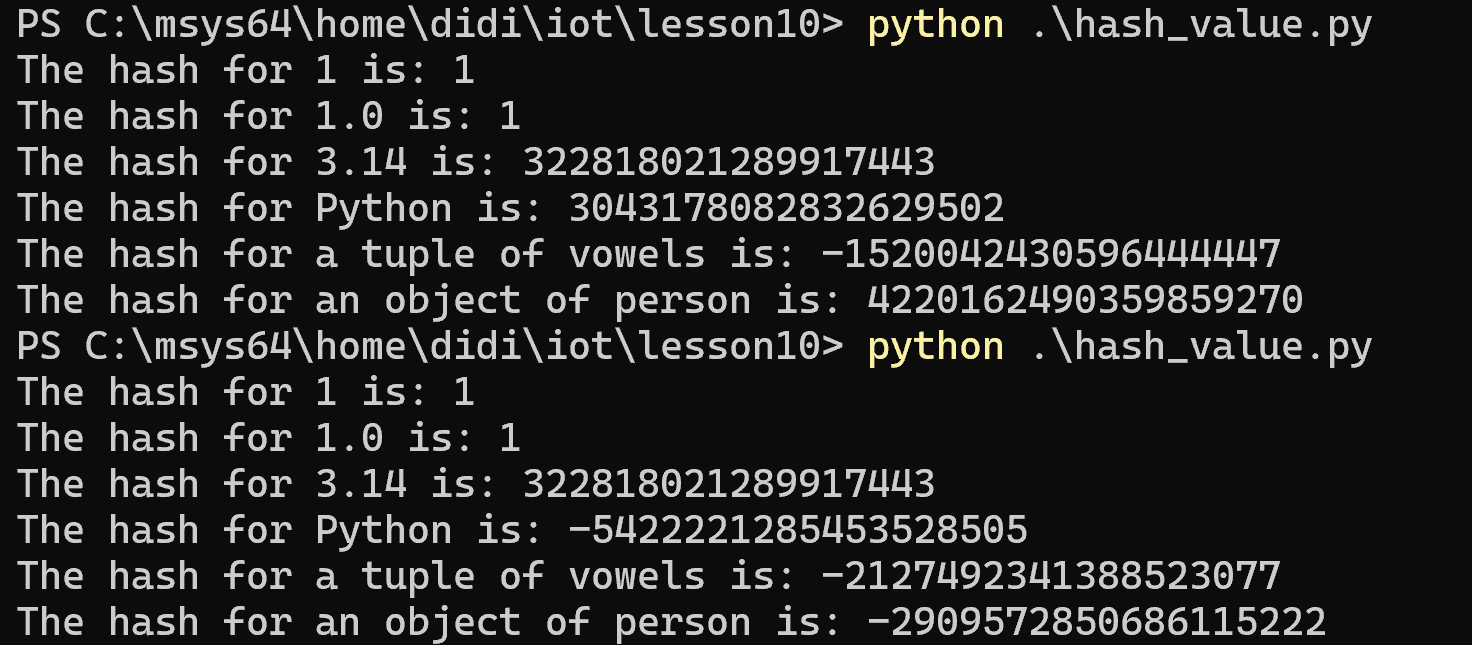 PS C:\msys64\home\didi\iot\lesson10> python .\hash_value.py
The hash for 1 is: 1
The hash for 1.0 is: 1
The hash for 3.14 is: 322818021289917443
The hash for Python is: 3043178082832629502
The hash for a tuple of vowels is: -1520042430596444447
The hash for an object of person is: 4220162490359859270
PS C:\msys64\home\didi\iot\lesson10> python .\hash_value.py
The hash for 1 is: 1
The hash for 1.0 is: 1
The hash for 3.14 is: 322818021289917443
The hash for Python is: -5422221285453528505
The hash for a tuple of vowels is: -2127492341388523077
The hash for an object of person is: -2909572850686115222